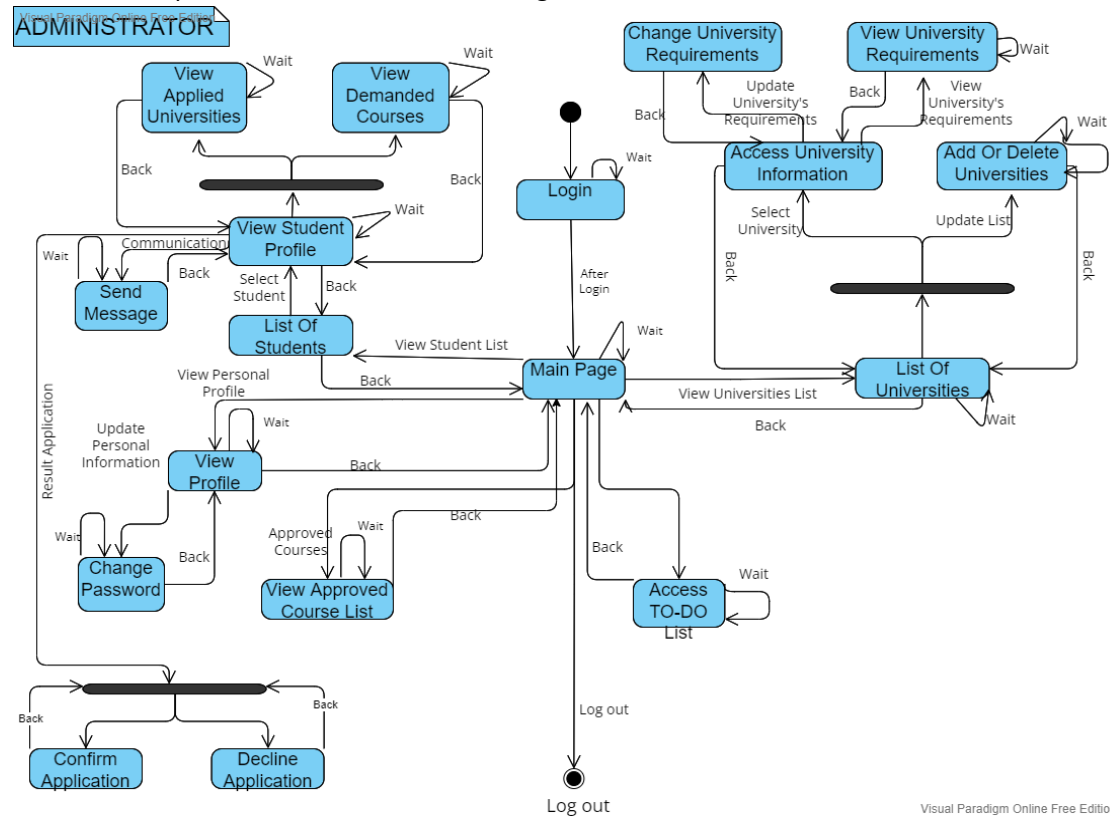 Visual Paradigm Online Free Edition
ADMINISTRATOR
Change University
Requirements
View University
Requirements
Wait
Wait
View
Applied
Universities
Wait
View
Demanded
Courses
Wait
Back
Update
University's
Requirements
Back
View
University's
Requirements
Back
Back
Login
Wait
Access University
Information
Add Or Delete
Universities
Wait
View Student
Profile
Wait
Communication
Wait
Back
Send
Message
Select
Student
Back
Select
University
Update List
Back
Back
After
Login
List Of
Students
View Student List
Back
Main Page
Wait
View Universities List
Back
List Of
Universities
Wait
View Personal
Profile
Update
Personal
Information
Wait
View
Profile
Back
Result Application
Wait
Change
Password
Back
Approved
Courses
Wait
Back
View Approved
Course List
Back
Access
TO-DO
List
Wait
Back
Back
Confirm
Application
Decline
Application
Log out
Log out
Visual Paradigm Online Free Editio